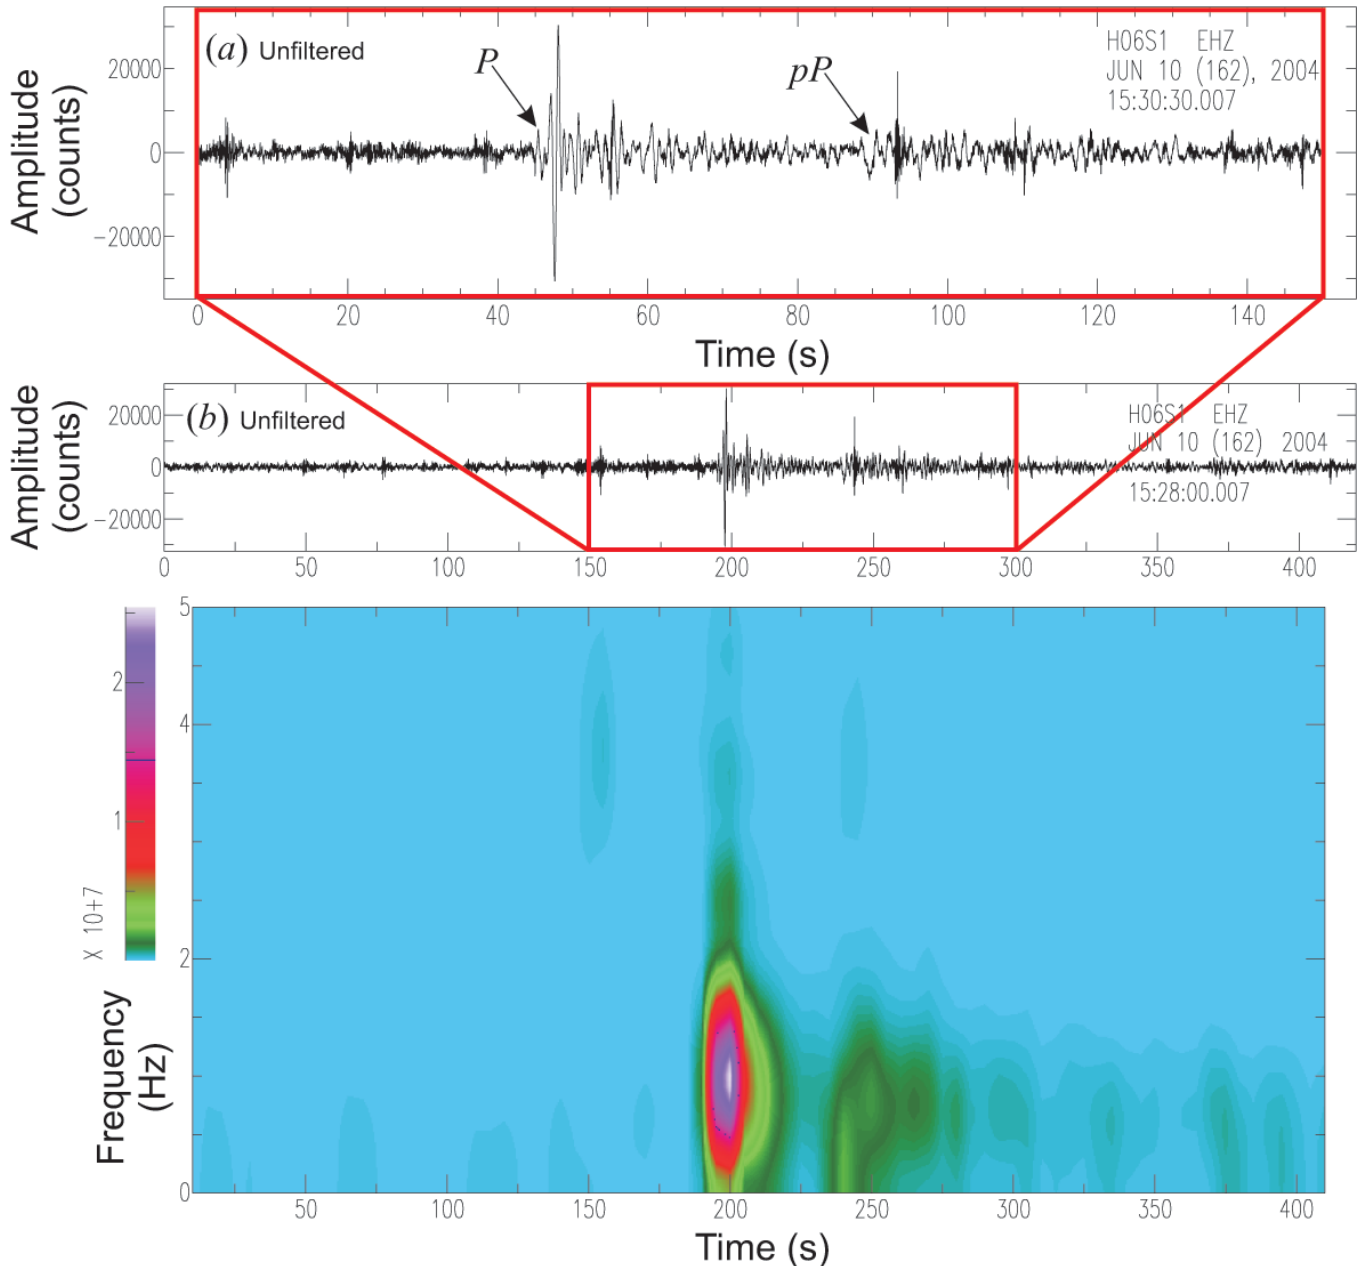 (a) Unfiltered
P
pP
H06S1 EHZ
JUN 10 (162), 2004
15:30:30.007
Amplitude
(counts)
20000
0
−20000
0 20 40 60 80 100 120 140
Time (s)
(b) Unfiltered
H06S1 EHZ
JUN 10 (162) 2004
15:28:00.007
Amplitude
(counts)
20000
0
−20000
0 50 100 150 200 250 300 350 400
2
1
X 10+7
Frequency
(Hz)
5
4
2
0
50 100 150 200 250 300 350 400
Time (s)